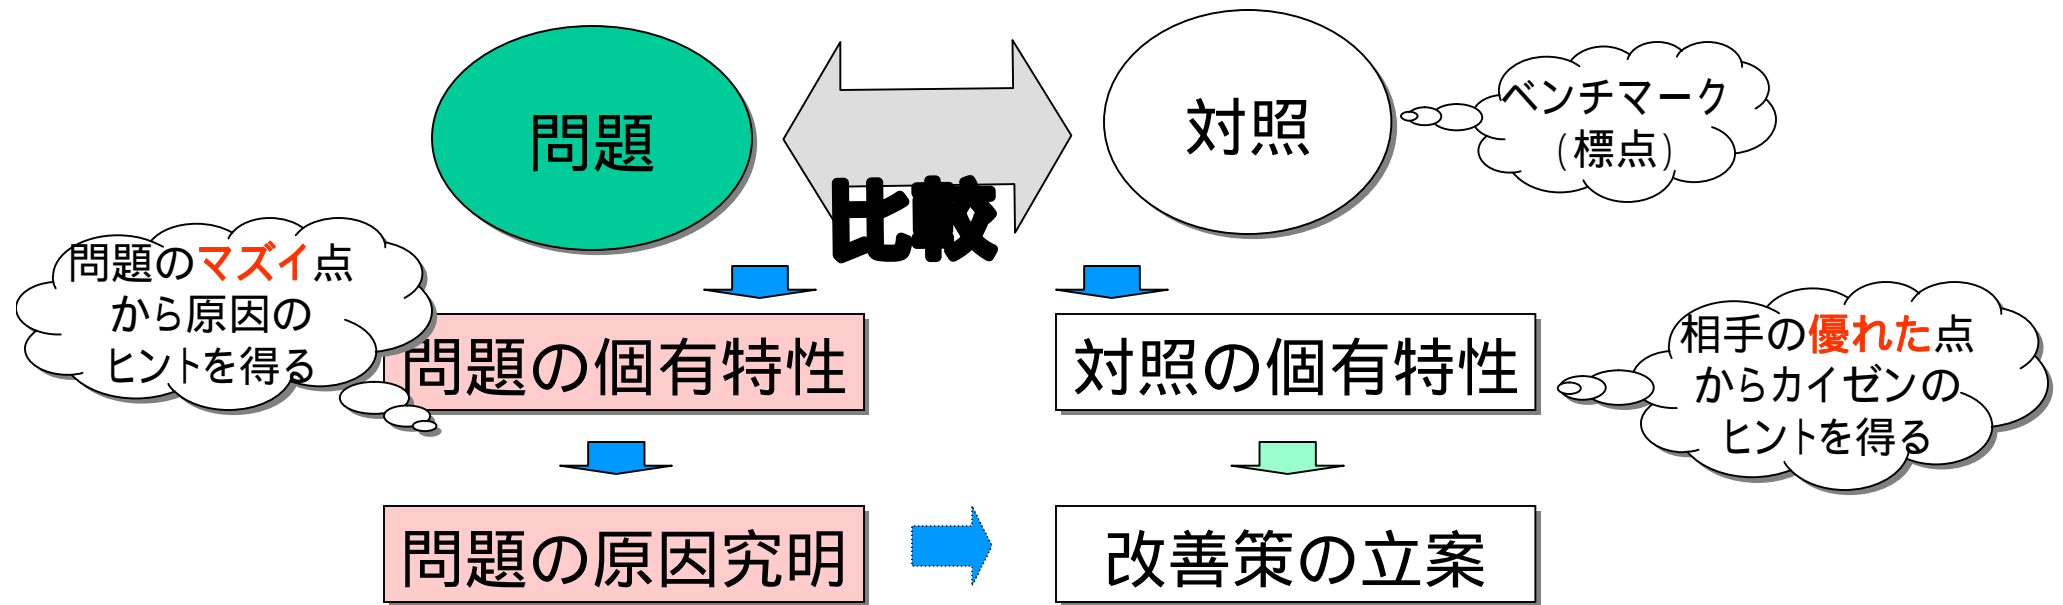 問題
比較
対照
ベンチマーク
(標点)
問題のマズイ点
から原因の
ヒントを得る
問題の個有特性
対照の個有特性
相手の優れた点
からカイゼンの
ヒントを得る
問題の原因究明
改善策の立案